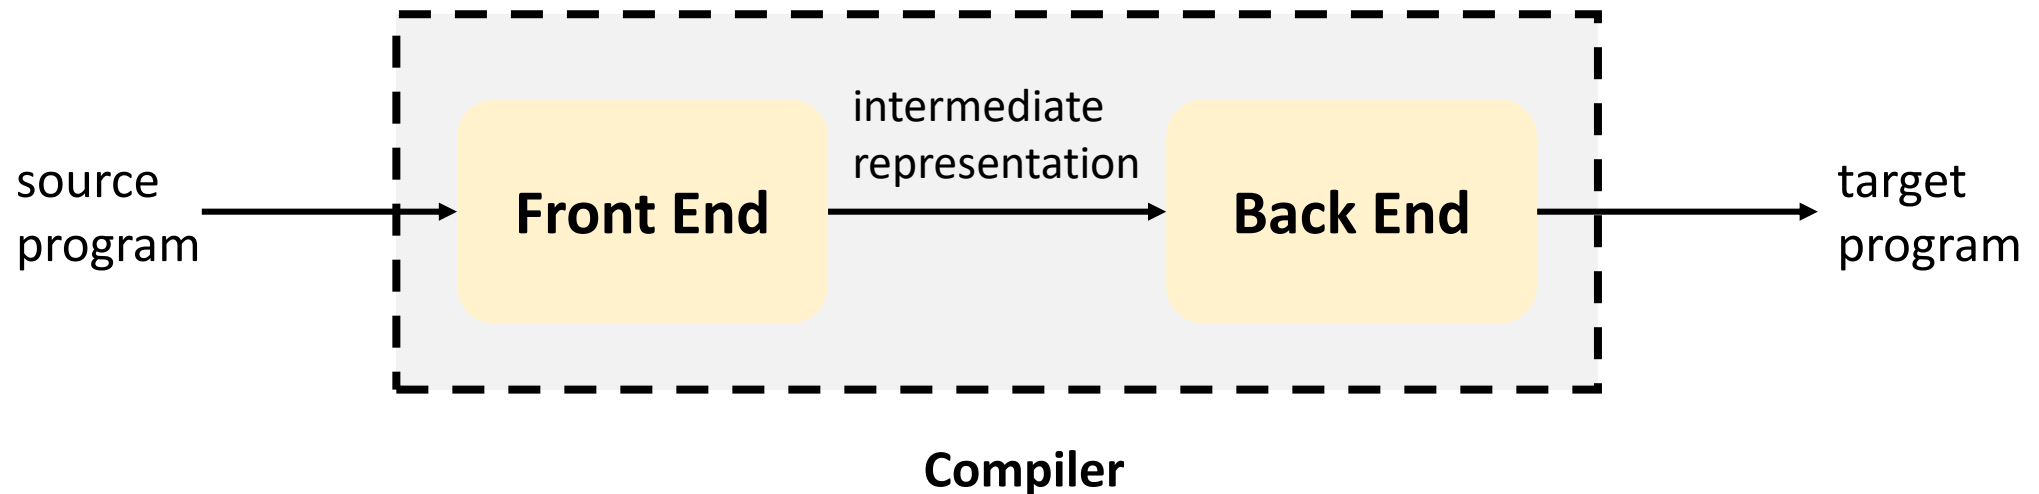 source
program
Front End
intermediate
representation
Back End
target
program
Compiler